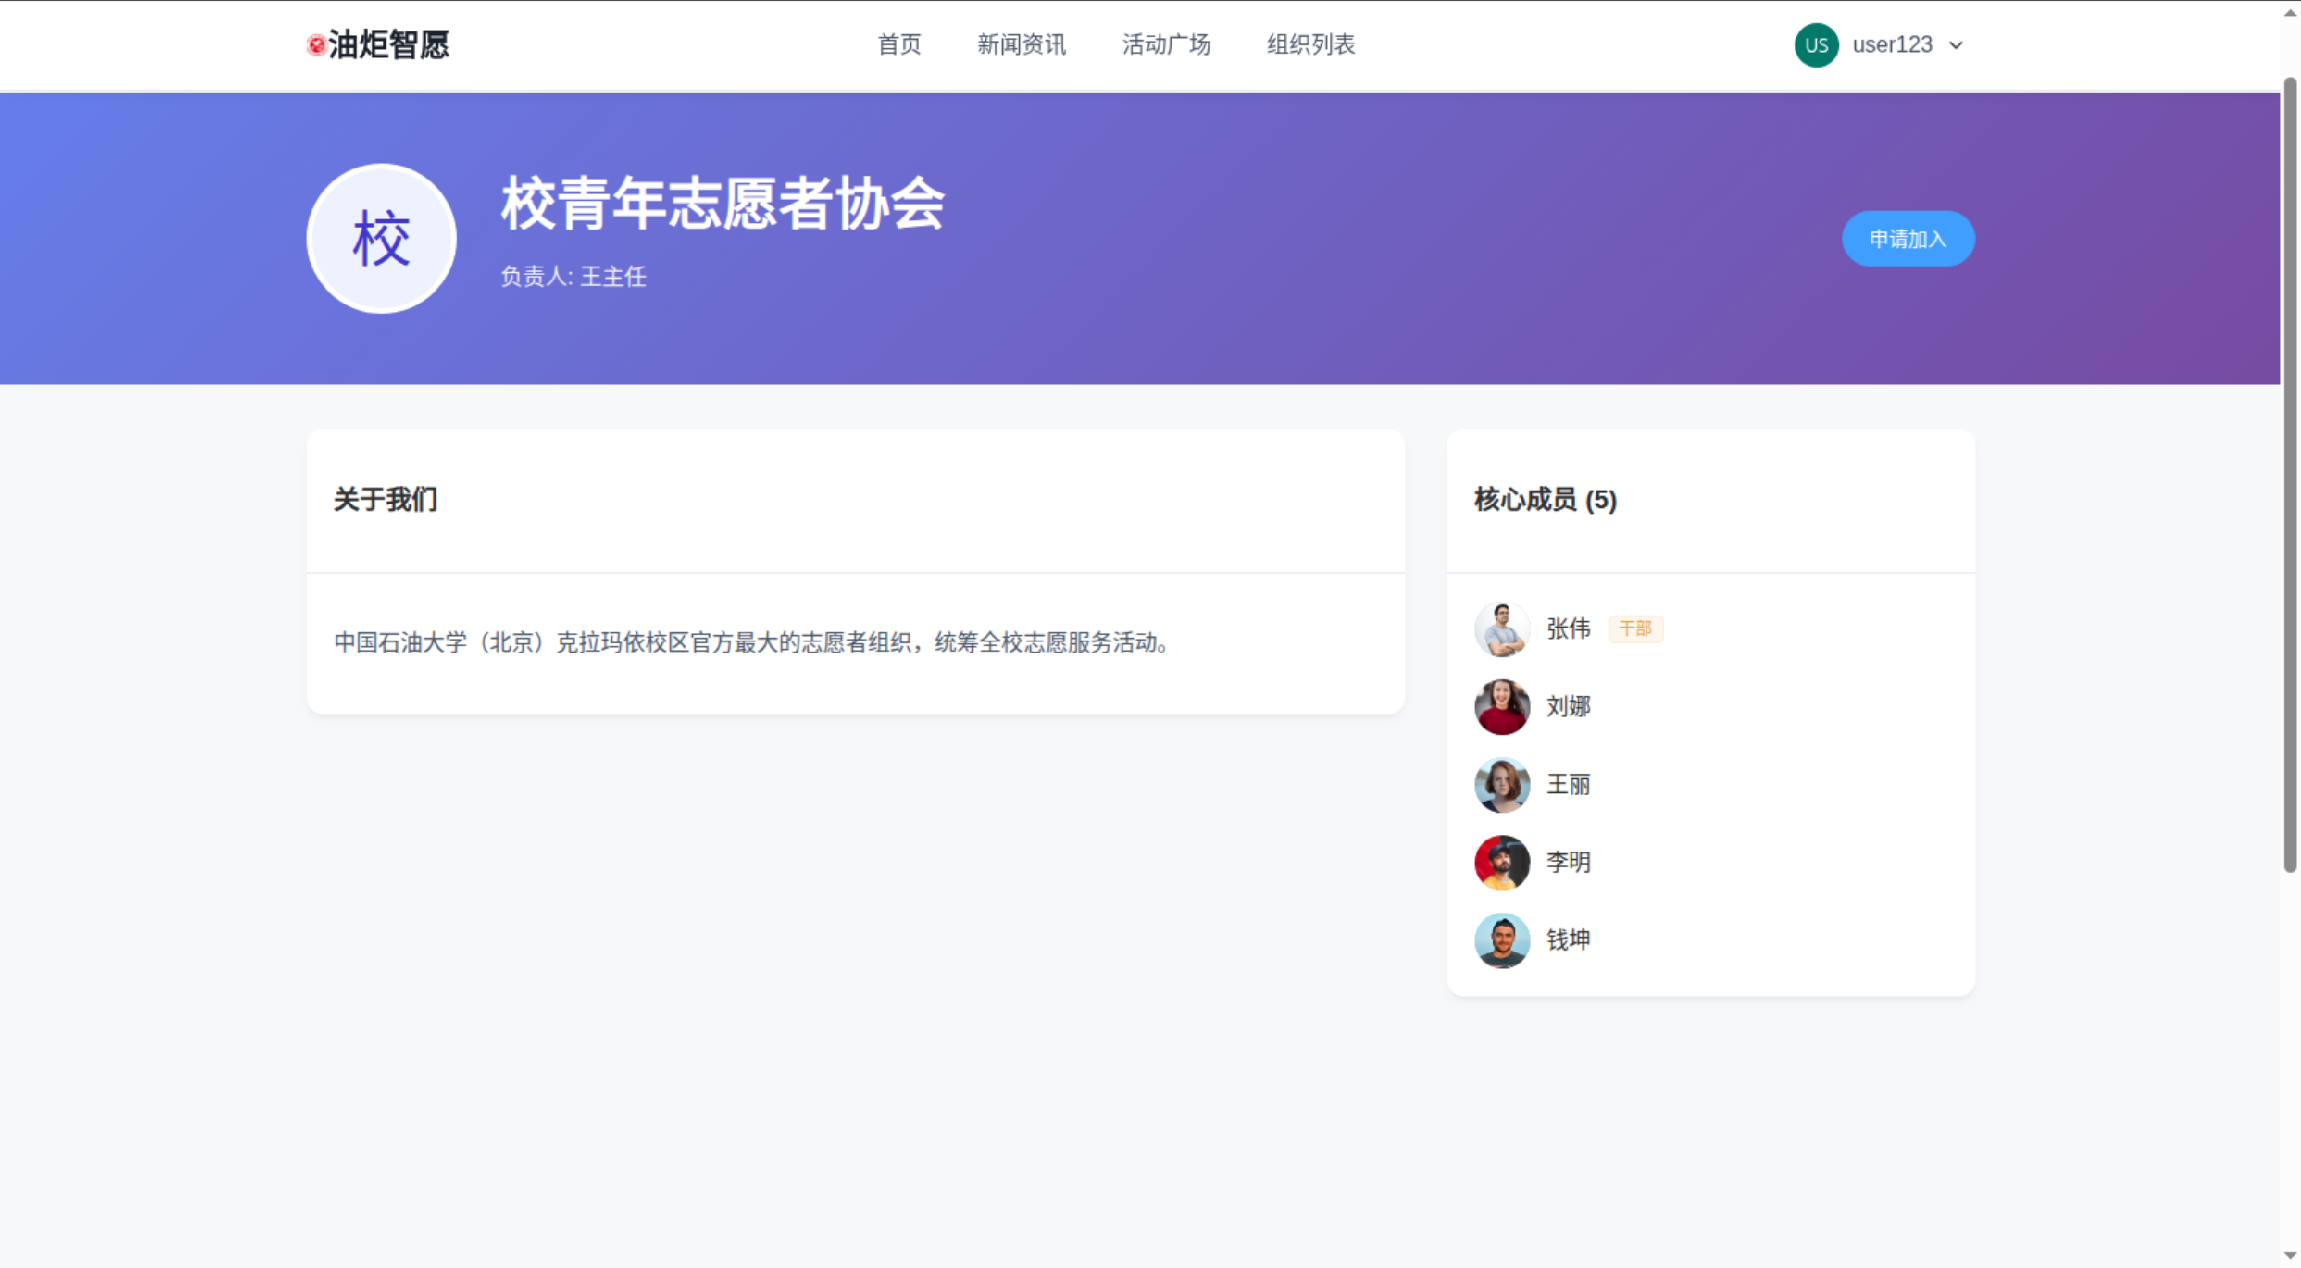 油炬智愿
首页 新闻资讯 活动广场 组织列表
US user123
校
校青年志愿者协会
负责人: 王主任
申请加入
关于我们
中国石油大学（北京）克拉玛依校区官方最大的志愿者组织，统筹全校志愿服务活动。
核心成员 (5)
张伟 干部
刘娜
王丽
李明
钱坤